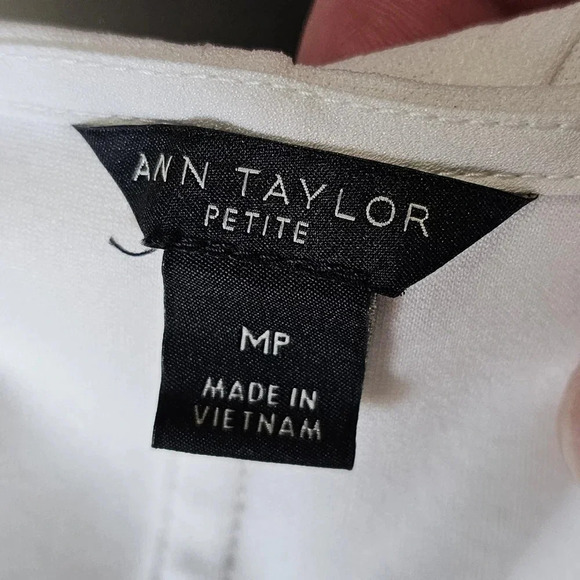 ANN TAYLOR
PETITE
MP
MADE IN
VIETNAM